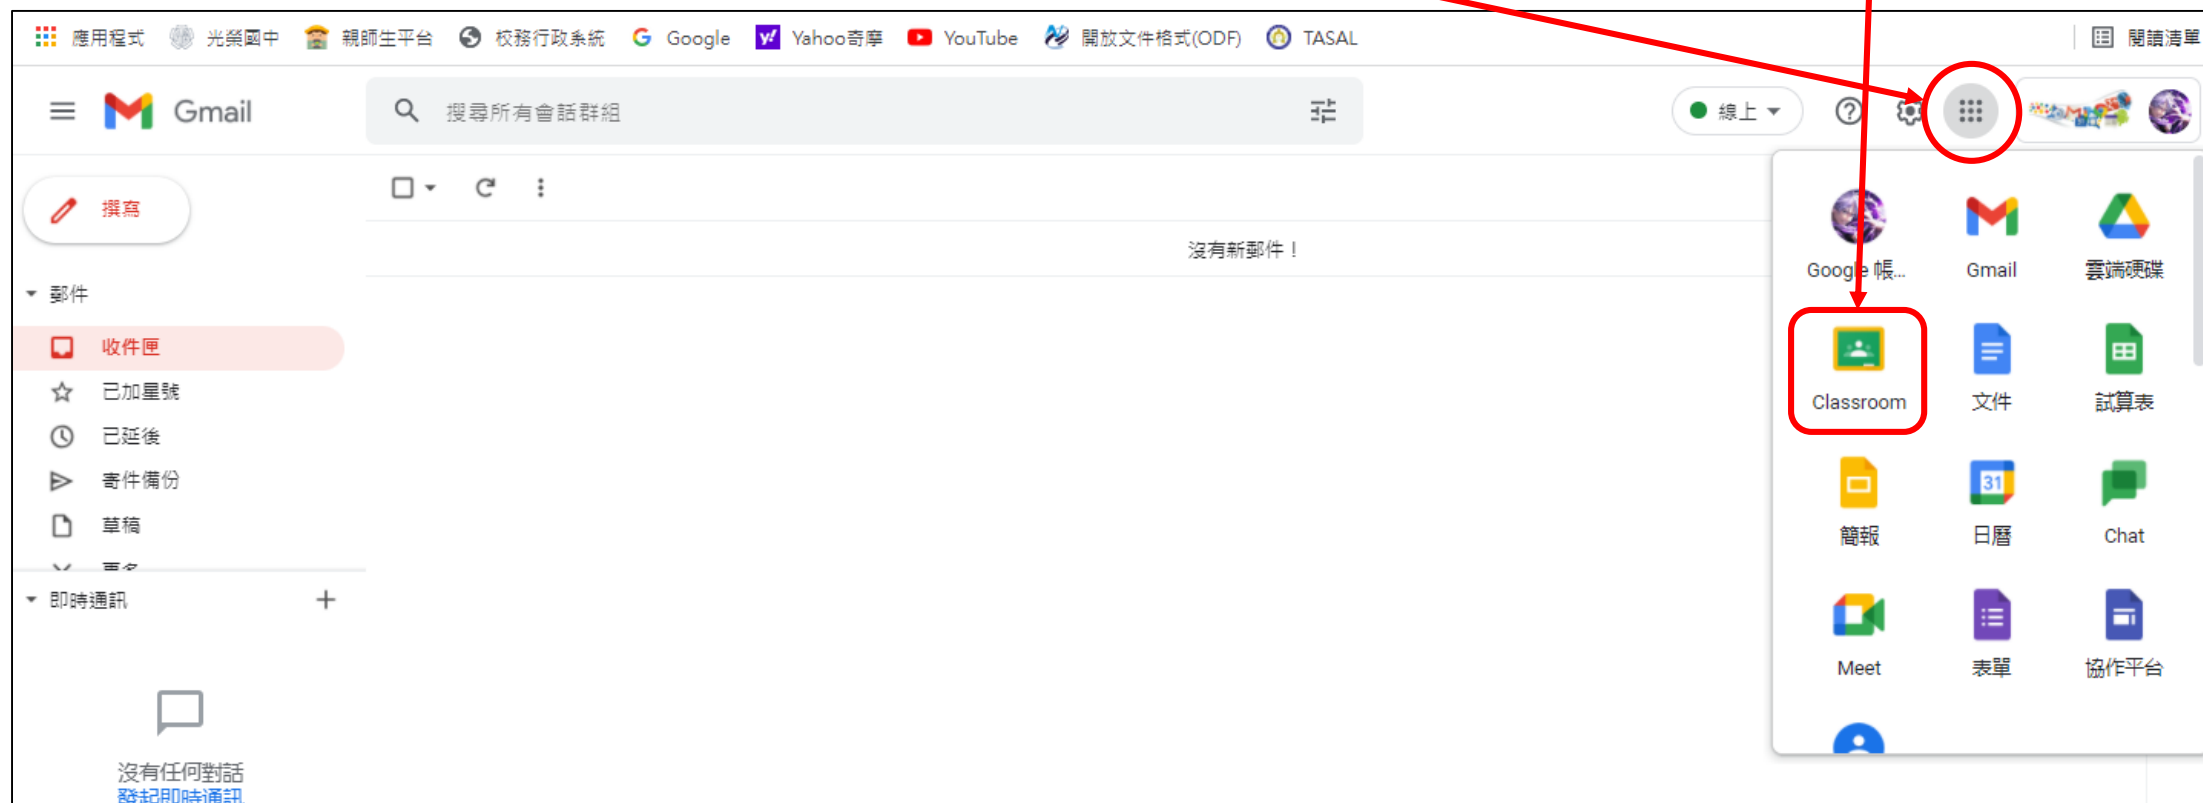 應用程式 光榮國中 親師生平台 校務行政系統 Google Yahoo奇摩 YouTube 開放文件格式(ODF) TASAL 閱讀清單
Gmail 搜尋所有會話群組 線上
撰寫
沒有新郵件！
郵件
收件匣
已加星號
已延後
寄件備份
草稿
更多
即時通訊
沒有任何對話
發起即時通訊
Google 帳... Gmail 雲端硬碟
Classroom 文件 試算表
31
簡報 日曆 Chat
Meet 表單 協作平台